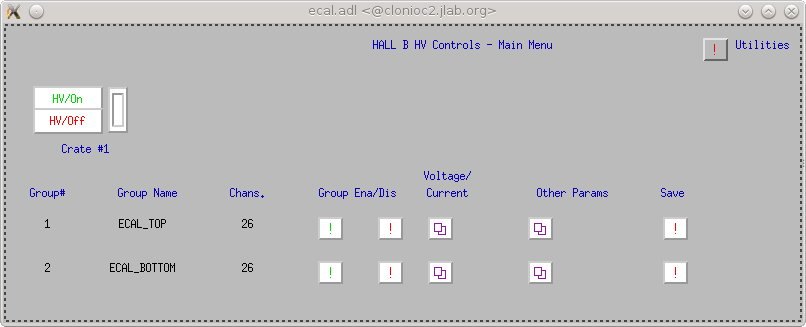 ecal.adl <@clonioc2.jlab.org>
HALL B HV Controls - Main Menu
! Utilities
HV/On
HV/Off
Crate #1
Group# Group Name Chans. Group Ena/Dis Voltage/ Current Other Params Save
1 ECAL_TOP 26 ! ! !
2 ECAL_BOTTOM 26 ! ! !